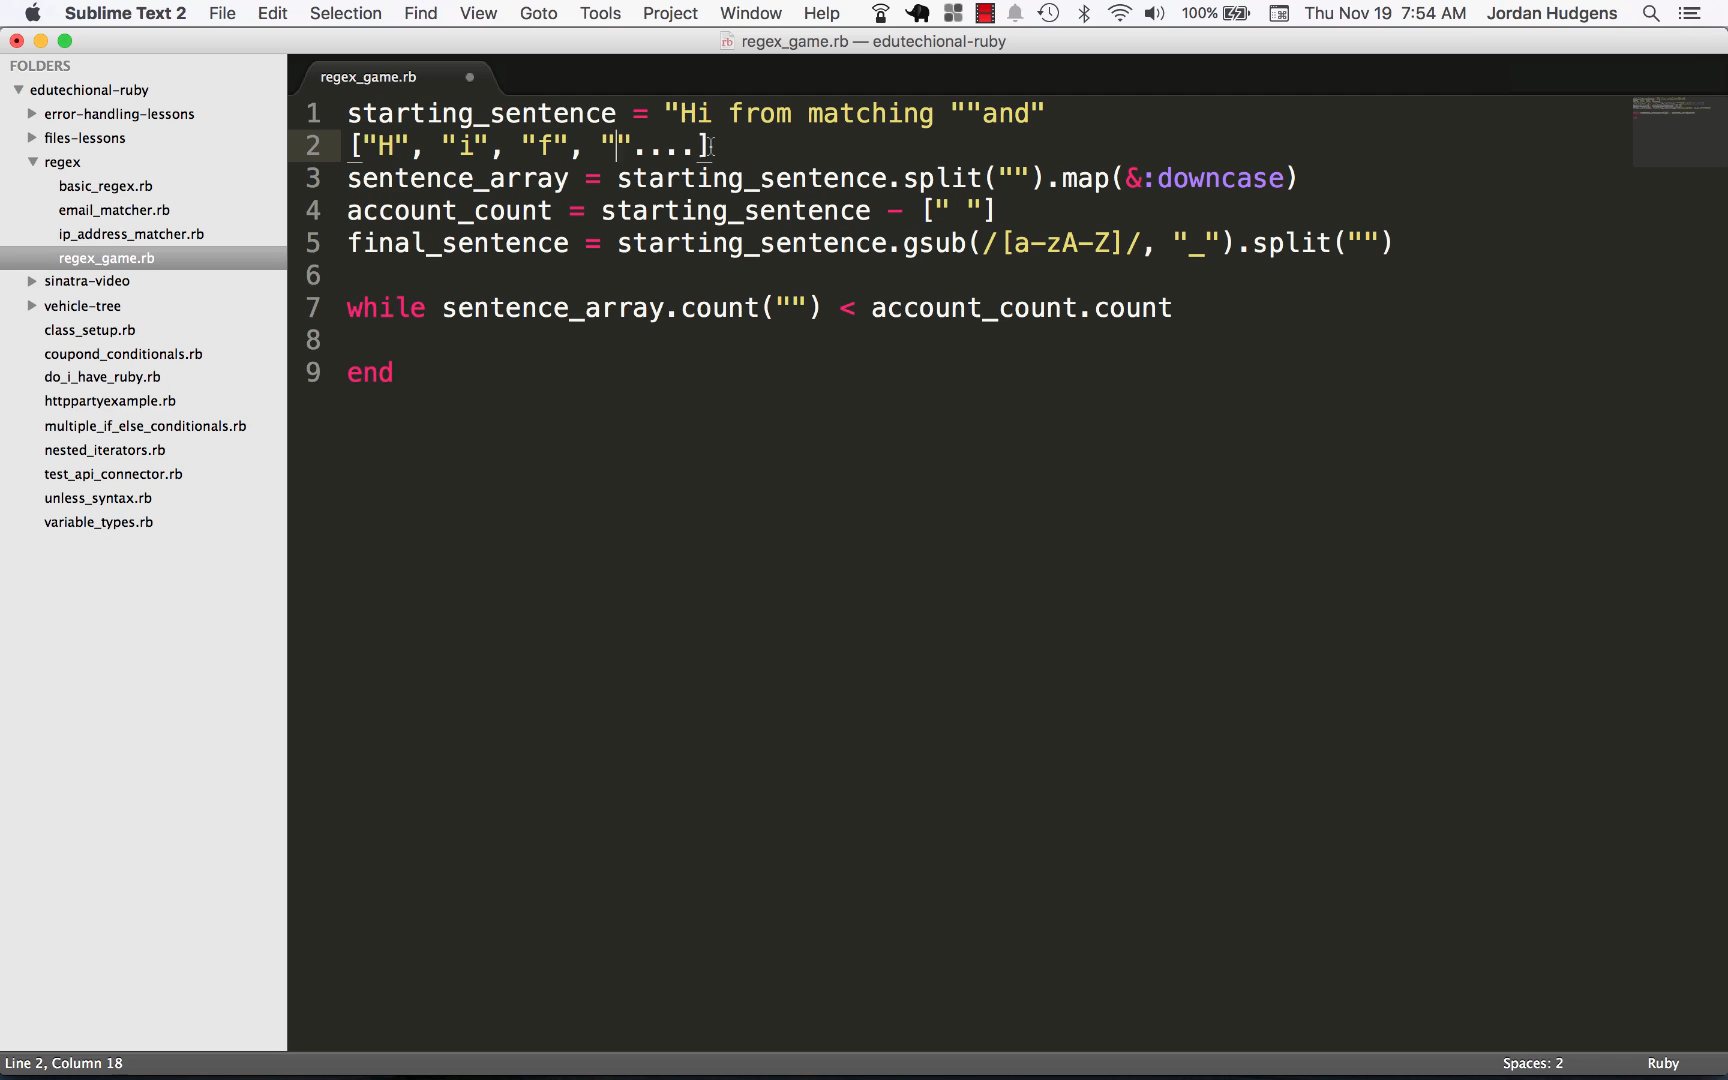 Sublime Text 2 File Edit Selection Find View Goto Tools Project Window Help 100% Thu Nov 19 7:54 AM Jordan Hudgens
regex_game.rb — edutechional-ruby
FOLDERS
edutechional-ruby
error-handling-lessons
files-lessons
regex
basic_regex.rb
email_matcher.rb
ip_address_matcher.rb
regex_game.rb
sinatra-video
vehicle-tree
class_setup.rb
coupond_conditionals.rb
do_i_have_ruby.rb
httppartyexample.rb
multiple_if_else_conditionals.rb
nested_iterators.rb
test_api_connector.rb
unless_syntax.rb
variable_types.rb
regex_game.rb
1 starting_sentence = "Hi from matching ""and"
2 ["H", "i", "f", ""....]
3 sentence_array = starting_sentence.split("").map(&:downcase)
4 account_count = starting_sentence - [" "]
5 final_sentence = starting_sentence.gsub(/[a-zA-Z]/, "_").split("")
6
7 while sentence_array.count("") < account_count.count
8
9 end
Line 2, Column 18
Spaces: 2 Ruby